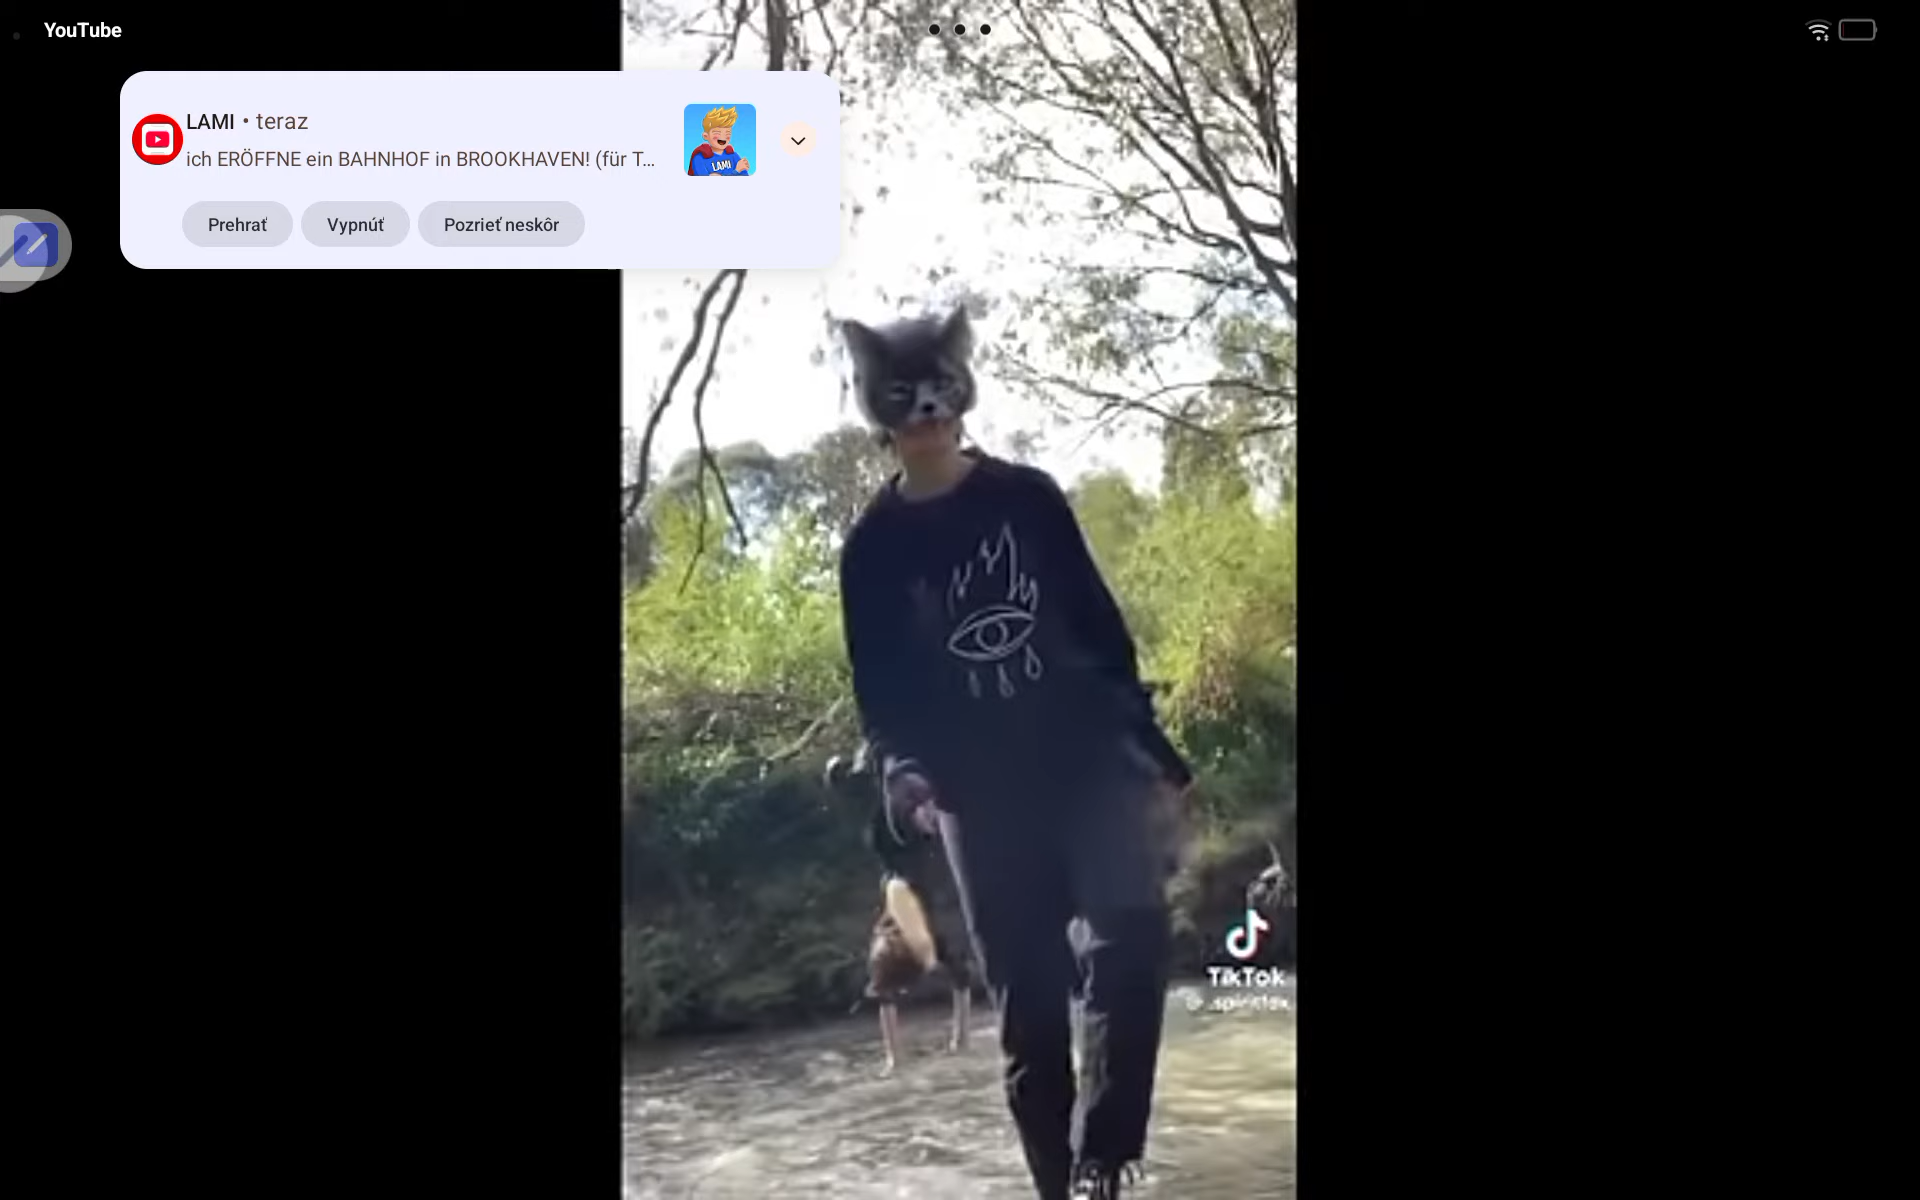 YouTube
LAMI • teraz
ich ERÖFFNE ein BAHNHOF in BROOKHAVEN! (für T...
LAMI
Prehrať
Vypnúť
Pozrieť neskôr
TikTok